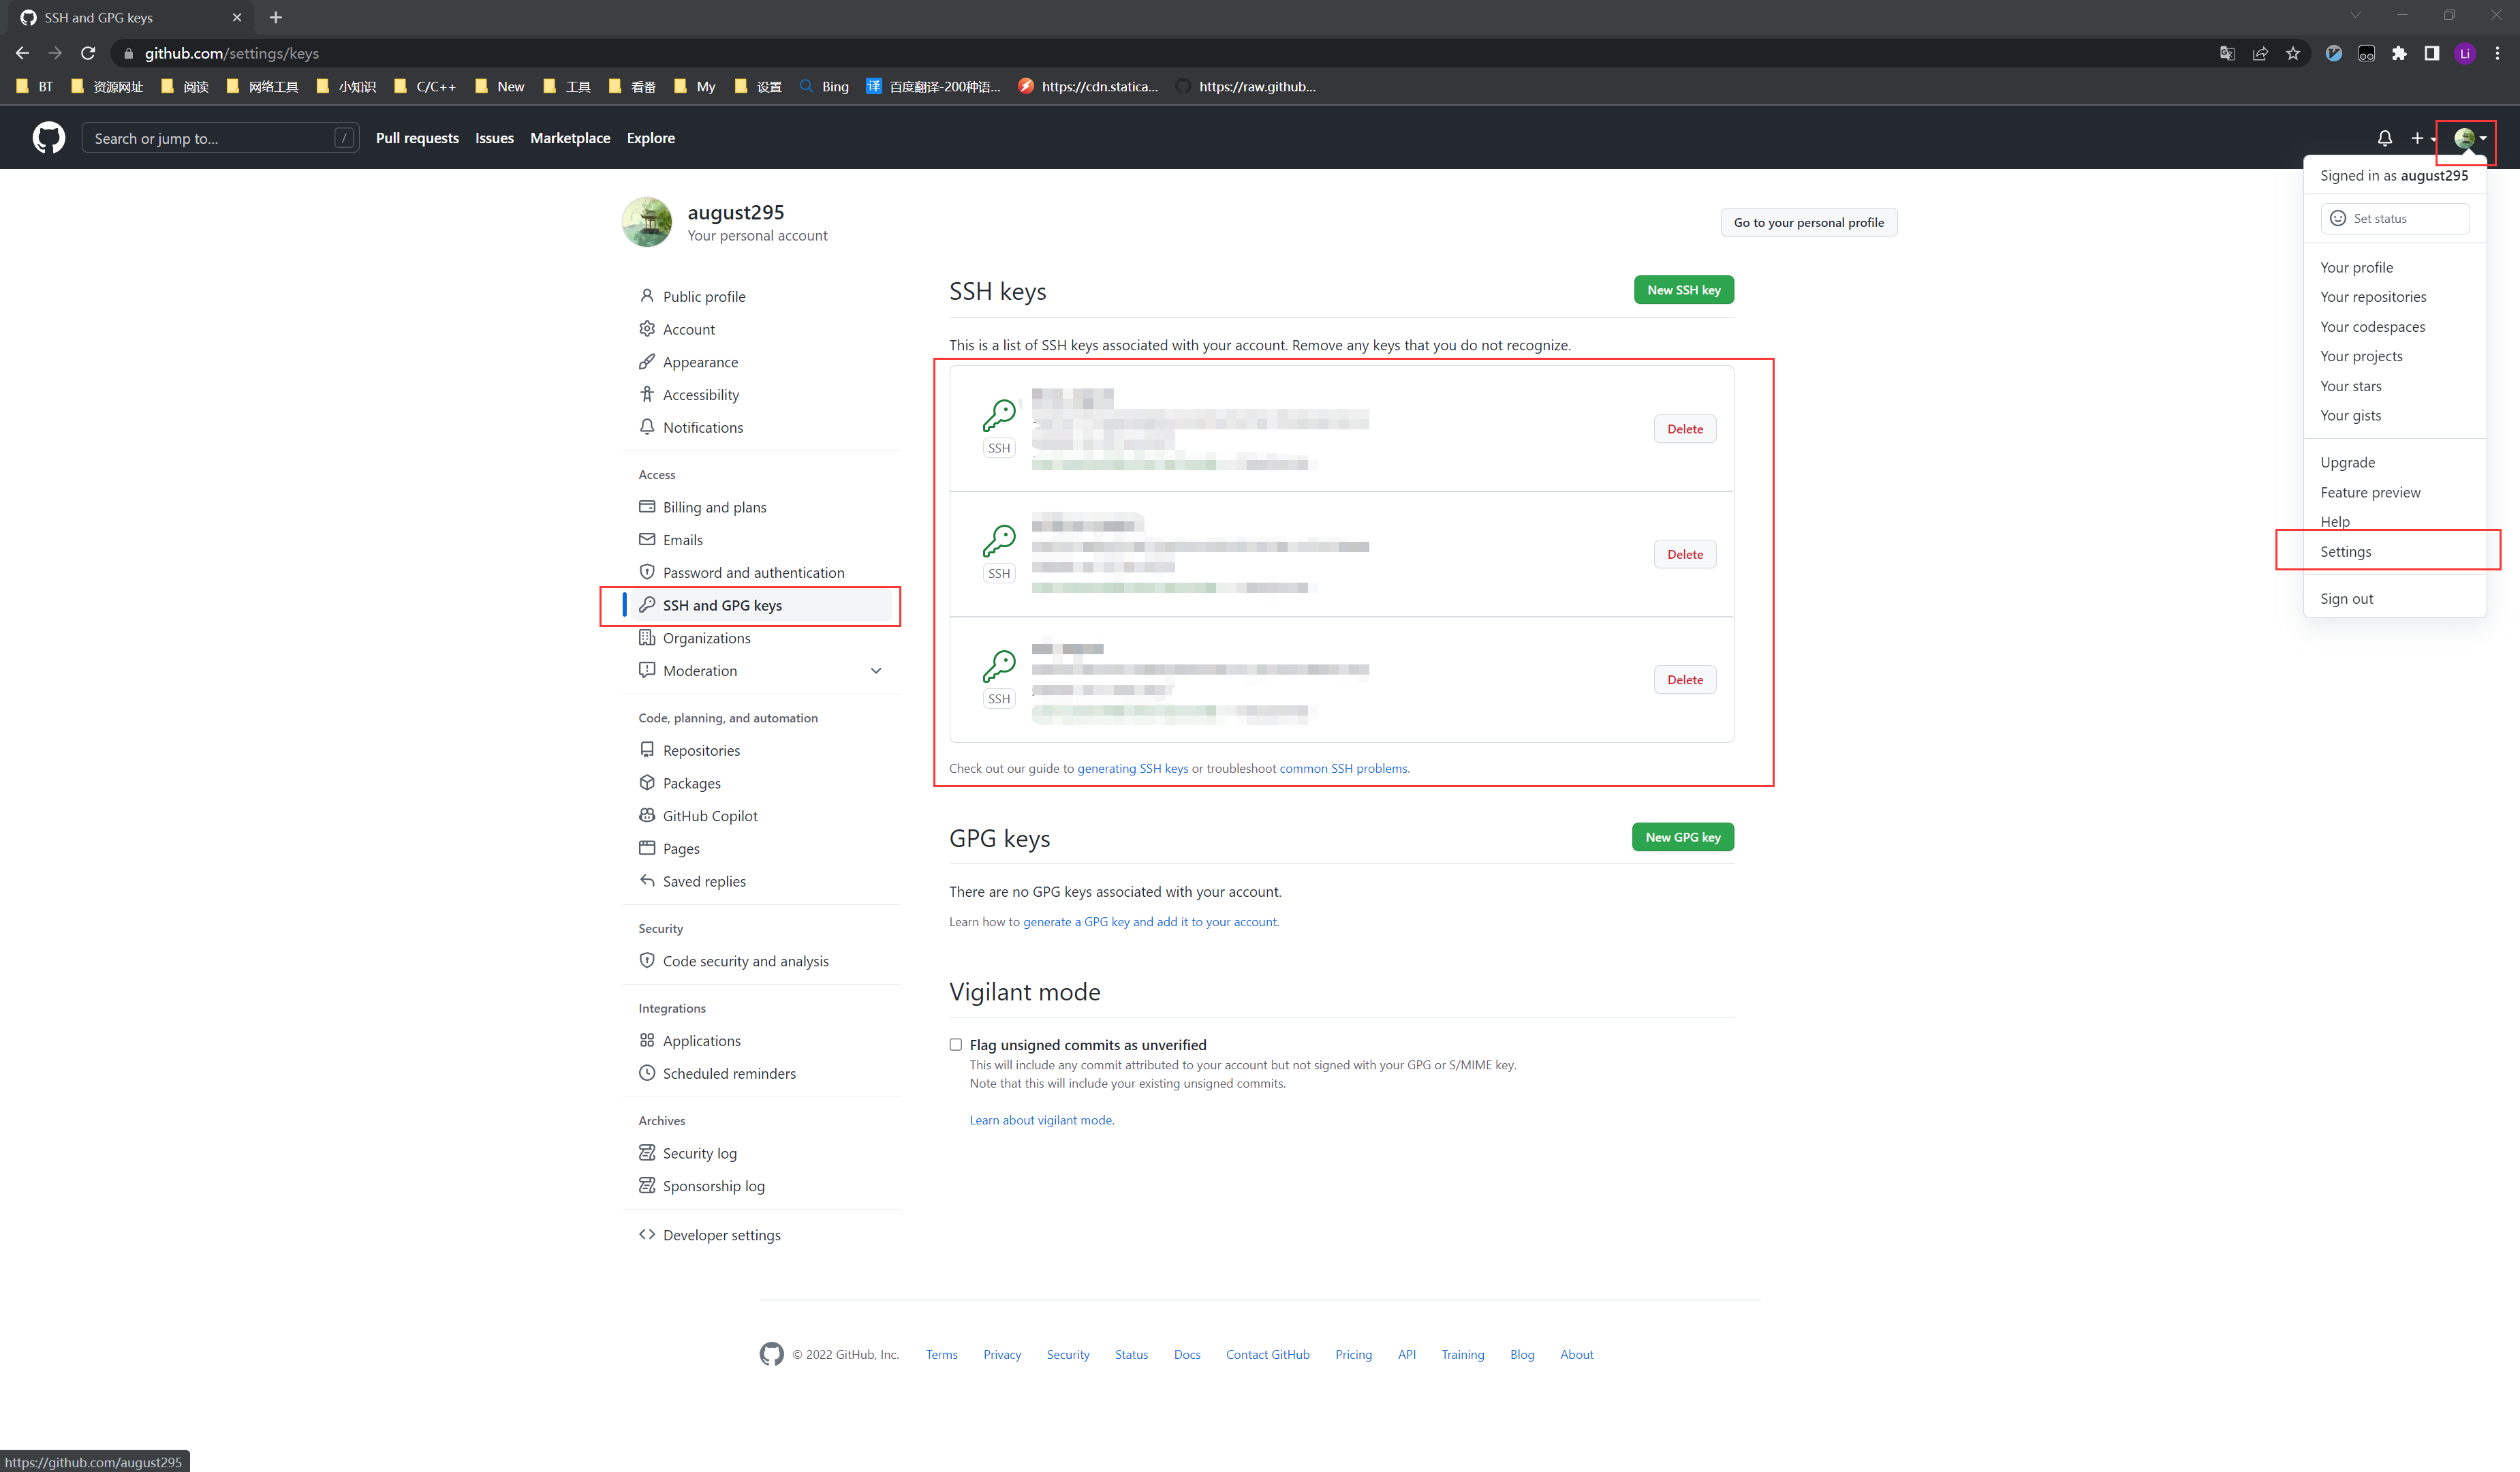 SSH and GPG keys
github.com/settings/keys
BT 资源网址 阅读 网络工具 小知识 C/C++ New 工具 看番 My 设置 Bing 译 百度翻译-200种语... https://cdn.statica... https://raw.github...
Li
Search or jump to... / Pull requests Issues Marketplace Explore
Signed in as august295
Set status
Your profile
Your repositories
Your codespaces
Your projects
Your stars
Your gists
Upgrade
Feature preview
Help
Settings
Sign out
august295
Your personal account
Go to your personal profile
Public profile
Account
Appearance
Accessibility
Notifications
Access
Billing and plans
Emails
Password and authentication
SSH and GPG keys
Organizations
Moderation
Code, planning, and automation
Repositories
Packages
GitHub Copilot
Pages
Saved replies
Security
Code security and analysis
Integrations
Applications
Scheduled reminders
Archives
Security log
Sponsorship log
Developer settings
SSH keys
New SSH key
This is a list of SSH keys associated with your account. Remove any keys that you do not recognize.
SSH
Delete
SSH
Delete
SSH
Delete
Check out our guide to generating SSH keys or troubleshoot common SSH problems.
GPG keys
New GPG key
There are no GPG keys associated with your account.
Learn how to generate a GPG key and add it to your account.
Vigilant mode
Flag unsigned commits as unverified
This will include any commit attributed to your account but not signed with your GPG or S/MIME key.
Note that this will include your existing unsigned commits.
Learn about vigilant mode.
© 2022 GitHub, Inc. Terms Privacy Security Status Docs Contact GitHub Pricing API Training Blog About
https://github.com/august295